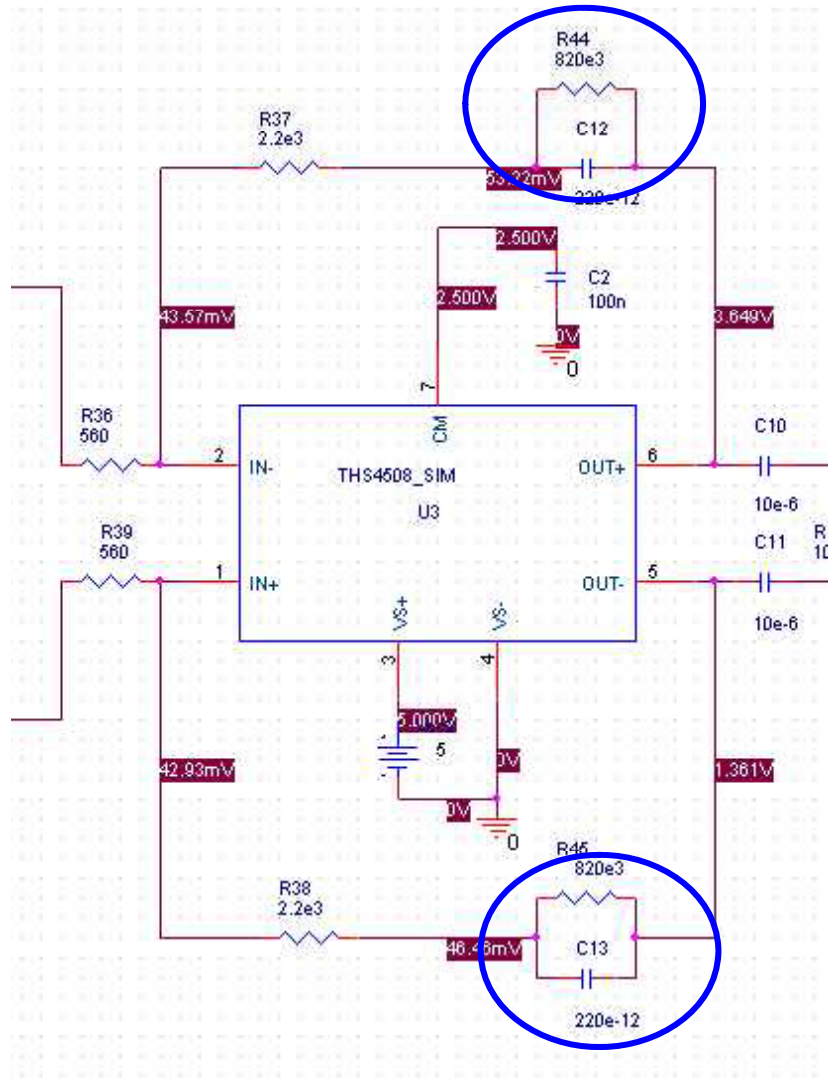 R44
820e3
R37
2.2e3
C12
53.22mV
220e-12
2.500V
C2
100n
2.500V
43.57mV
3.649V
0V
0
7
R36
560
CM
C10
2
IN-
OUT+
6
THS4508_SIM
U3
10e-6
R39
560
C11
R
10
1
IN+
OUT-
5
VS+
VS-
10e-6
3
4
5.000V
5
0V
42.93mV
1.361V
0V
0
R45
820e3
R38
2.2e3
46.46mV
C13
220e-12